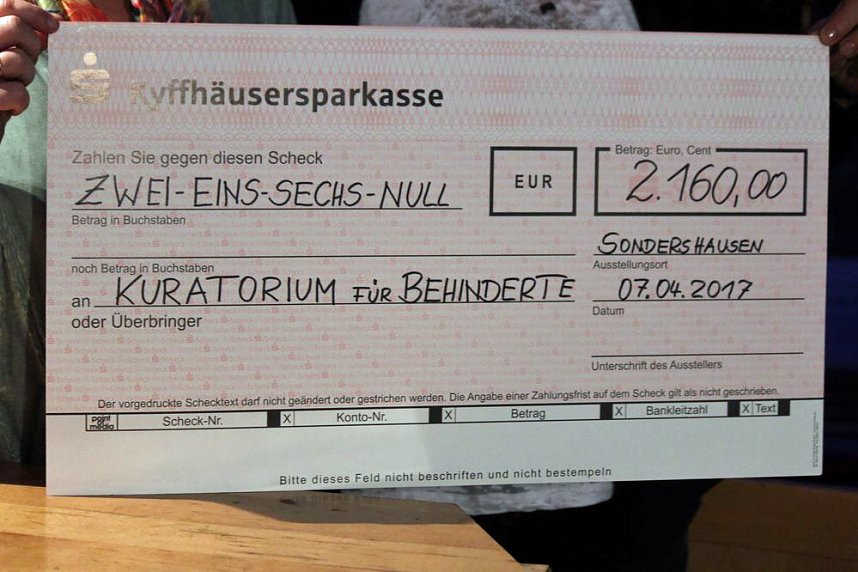 Kyffhäusersparkasse
Zahlen Sie gegen diesen Scheck
ZWEI-EINS-SECHS-NULL
Betrag in Buchstaben
EUR
Betrag: Euro, Cent
2.160,00
noch Betrag in Buchstaben
SONDERSHAUSEN
Ausstellungsort
an KURATORIUM FÜR BEHINDERTE
oder Überbringer
07.04.2017
Datum
Unterschrift des Ausstellers
Der vorgedruckte Schecktext darf nicht geändert oder gestrichen werden. Die Angabe einer Zahlungsfrist auf dem Scheck gilt als nicht geschrieben.
point of media Scheck-Nr. X Konto-Nr. X Betrag X Bankleitzahl X Text
Bitte dieses Feld nicht beschriften und nicht bestempeln